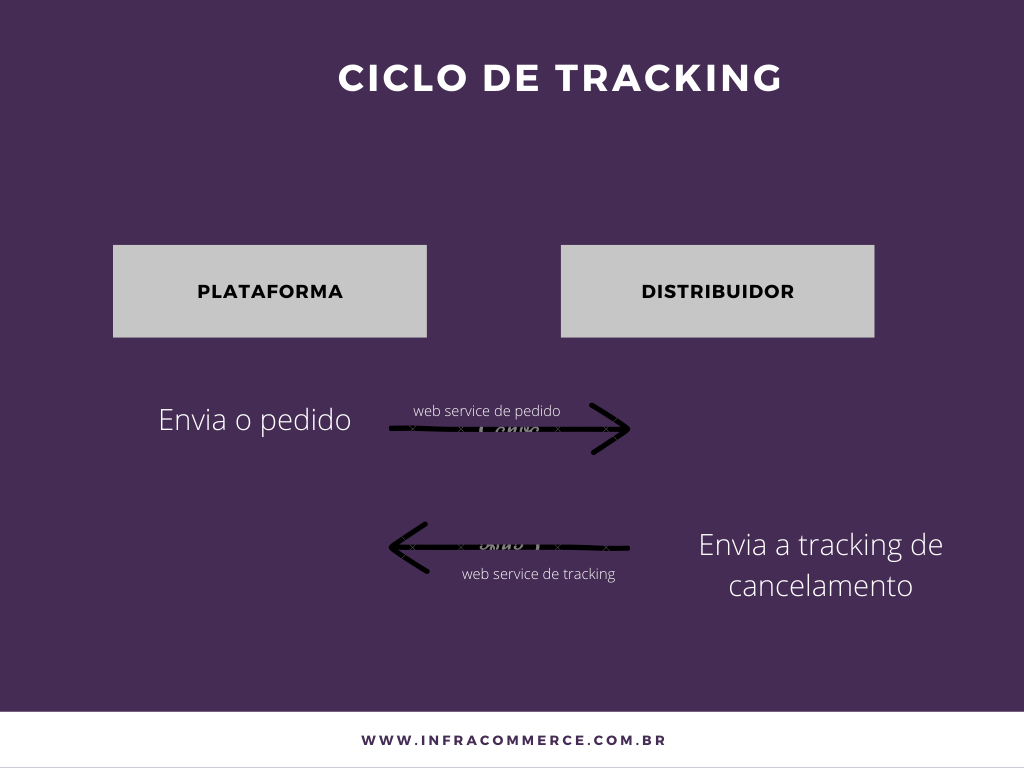 CICLO DE TRACKING
PLATAFORMA
DISTRIBUIDOR
Envia o pedido
web service de pedido
web service de tracking
Envia a tracking de
cancelamento
WWW.INFRACOMMERCE.COM.BR